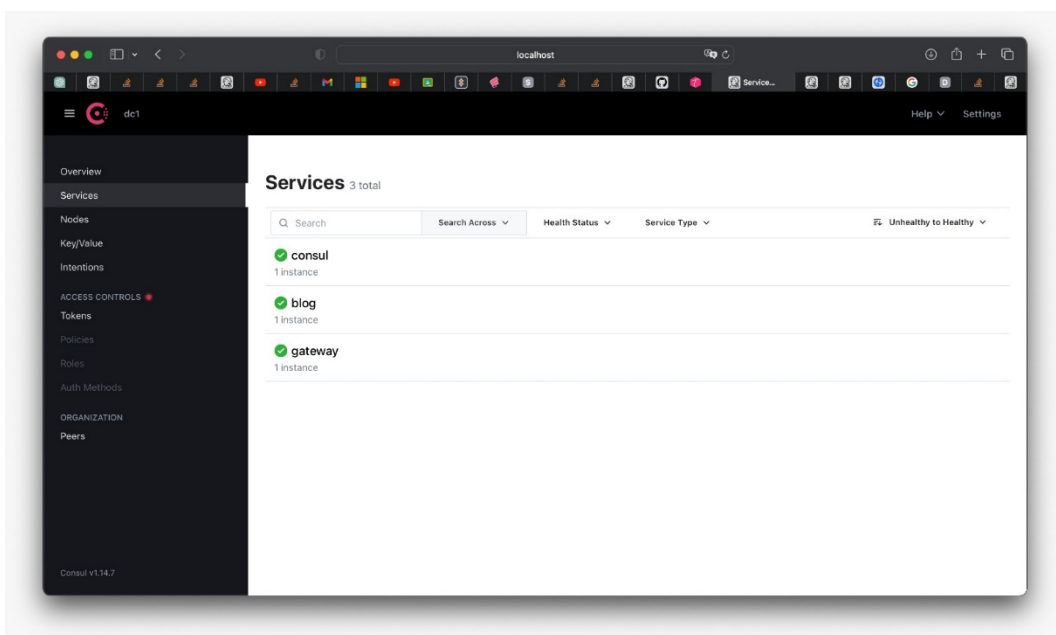 localhost
Service...
dc1
Help
Settings
Overview
Services
Nodes
Key/Value
Intentions
ACCESS CONTROLS
Tokens
Policies
Roles
Auth Methods
ORGANIZATION
Peers
Consul v1.14.7
Services 3 total
Search
Search Across
Health Status
Service Type
Unhealthy to Healthy
consul
1 instance
blog
1 instance
gateway
1 instance